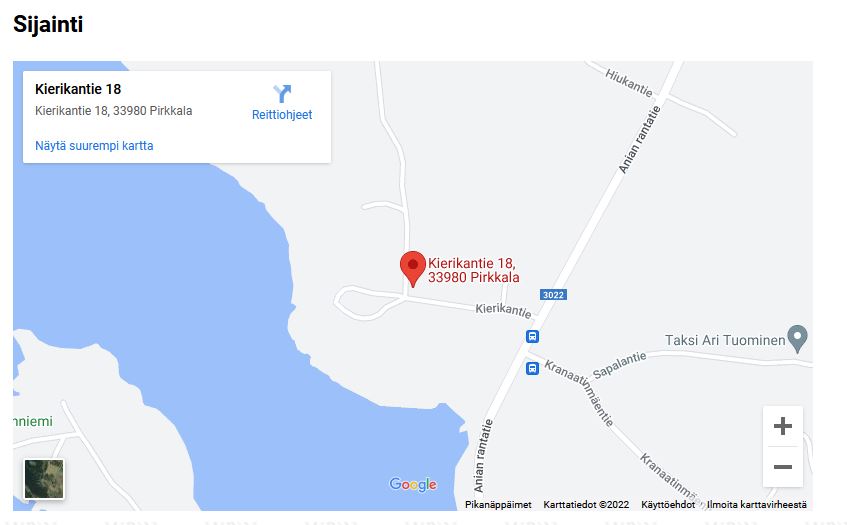 Sijainti
Kierikantie 18
Kierikantie 18, 33980 Pirkkala
Reittiohjeet
Näytä suurempi kartta
Hiukantie
Anian rantatie
Kierikantie 18,
33980 Pirkkala
3022
Kierikantie
Taksi Ari Tuominen
Sapalantie
Kranaatinmäentie
nniemi
Anian rantatie
Kranaatinmäentie
Google
Pikanäppäimet
Karttatiedot ©2022
Käyttöehdot
Ilmoita karttavirheestä